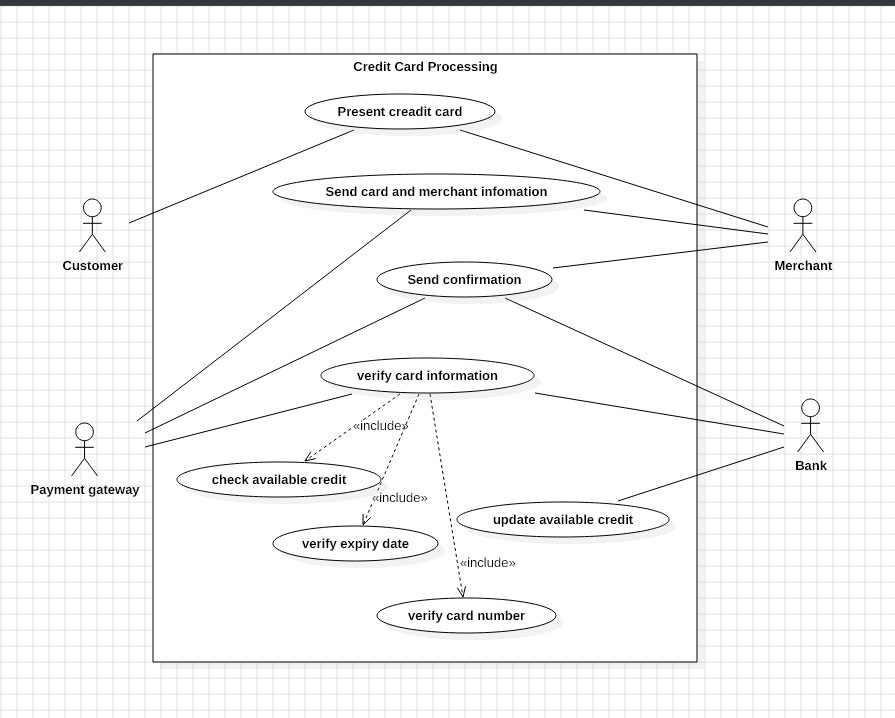 Credit Card Processing
Present creadit card
Send card and merchant infomation
Customer
Merchant
Send confirmation
verify card information
«include»
Bank
check available credit
Payment gateway
«include»
update available credit
verify expiry date
«include»
verify card number